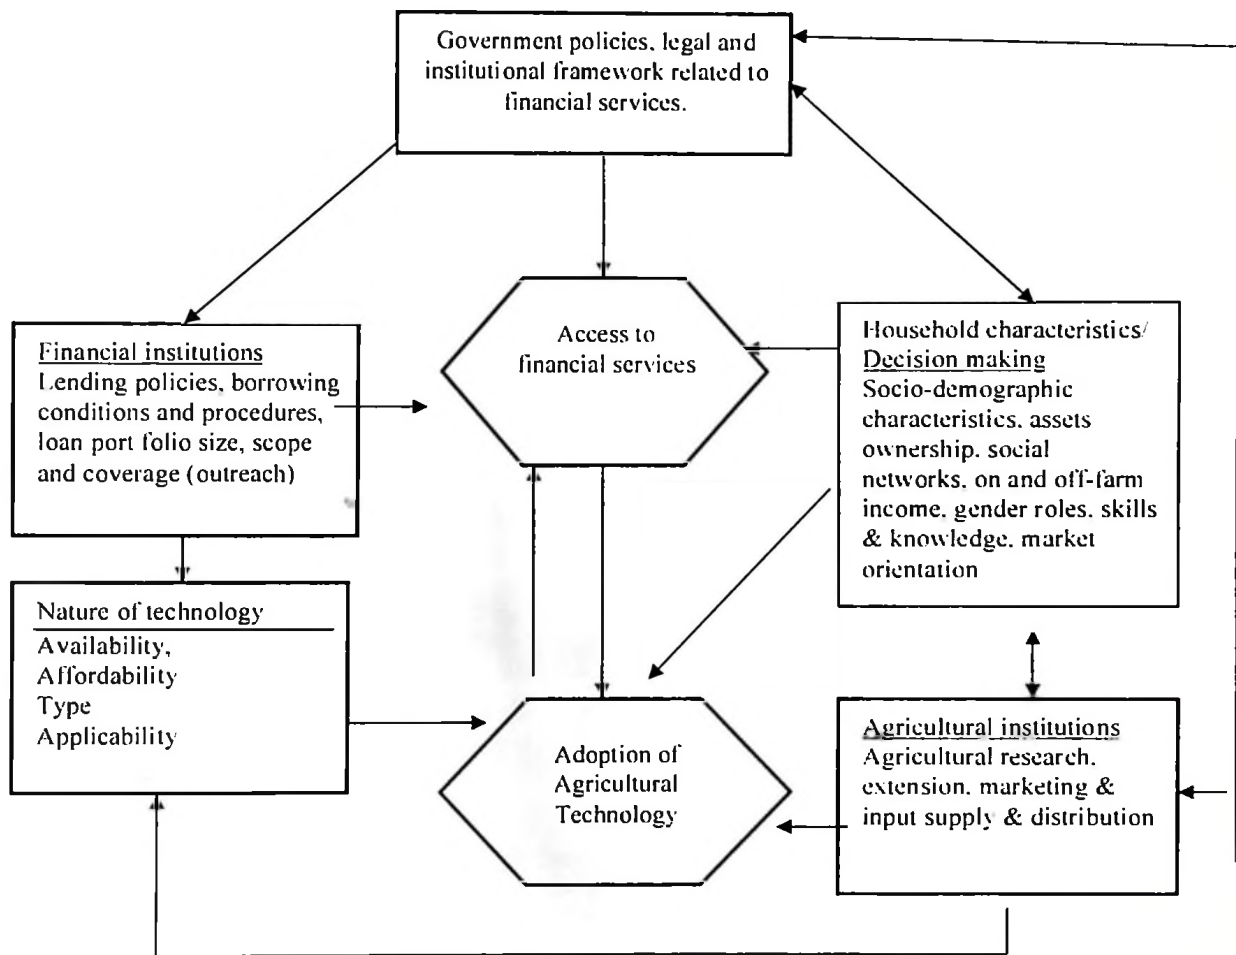 Government policies, legal and
institutional framework related to
financial services.
Access to
financial services
Financial institutions
Lending policies, borrowing
conditions and procedures,
loan port folio size, scope
and coverage (outreach)
Household characteristics/
Decision making
Socio-demographic
characteristics, assets
ownership, social
networks, on and off-farm
income, gender roles, skills
& knowledge, market
orientation
Nature of technology
Availability,
Affordability
Type
Applicability
Adoption of
Agricultural
Technology
Agricultural institutions
Agricultural research,
extension, marketing &
input supply & distribution